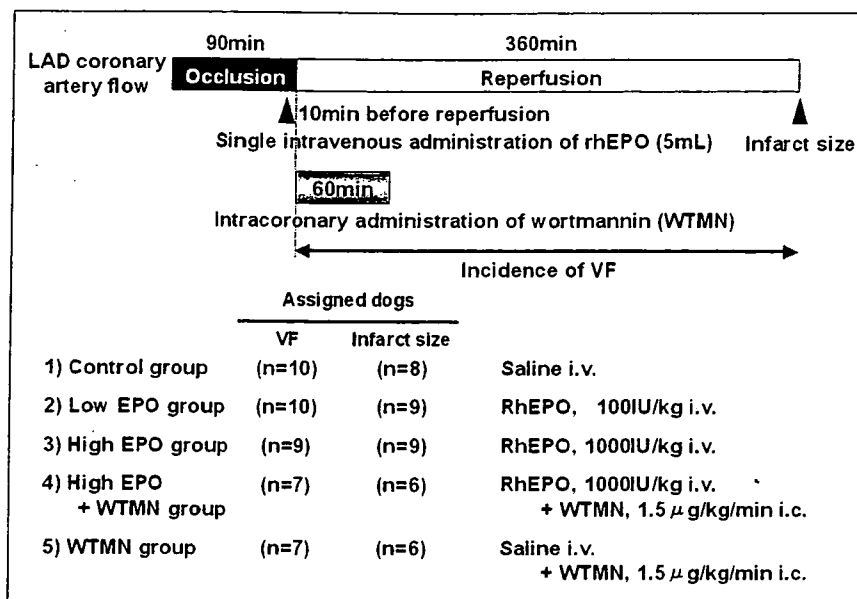 90min 360min
LAD coronary
artery flow
Occlusion Reperfusion
10min before reperfusion
Single intravenous administration of rhEPO (5mL) Infarct size
60min
Intracoronary administration of wortmannin (WTMN)
Incidence of VF
Assigned dogs
VF Infarct size
1) Control group (n=10) (n=8) Saline i.v.
2) Low EPO group (n=10) (n=9) RhEPO, 100IU/kg i.v.
3) High EPO group (n=9) (n=9) RhEPO, 1000IU/kg i.v.
4) High EPO (n=7) (n=6) RhEPO, 1000IU/kg i.v.
+ WTMN group + WTMN, 1.5 μg/kg/min i.c.
5) WTMN group (n=7) (n=6) Saline i.v.
+ WTMN, 1.5 μg/kg/min i.c.